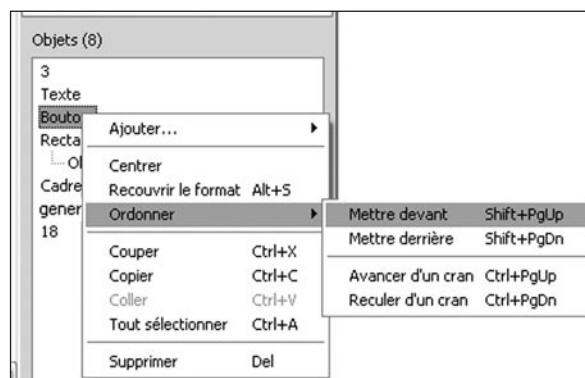 Objets (8)
3
Texte
Bouto
Recta
Ol
Cadre
gener
18
Ajouter...
Centrer
Recouvrir le format Alt+S
Ordonner
Couper Ctrl+X
Copier Ctrl+C
Coller Ctrl+V
Tout sélectionner Ctrl+A
Supprimer Del
Mettre devant Shift+PgUp
Mettre derrière Shift+PgDn
Avancer d'un cran Ctrl+PgUp
Reculer d'un cran Ctrl+PgDn